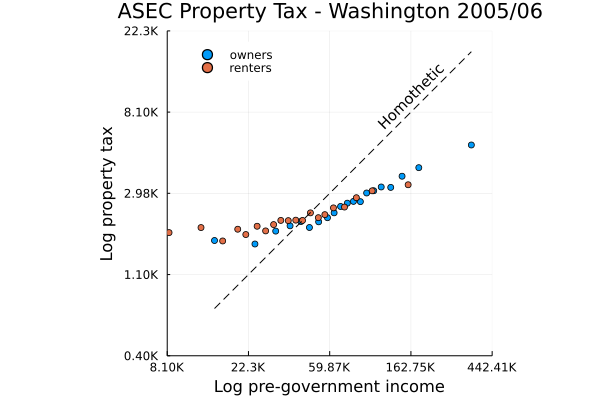 ASEC Property Tax - Washington 2005/06
22.3K
owners
renters
Homothetic
8.10K
2.98K
1.10K
0.40K
Log property tax
8.10K 22.3K 59.87K 162.75K 442.41K
Log pre-government income